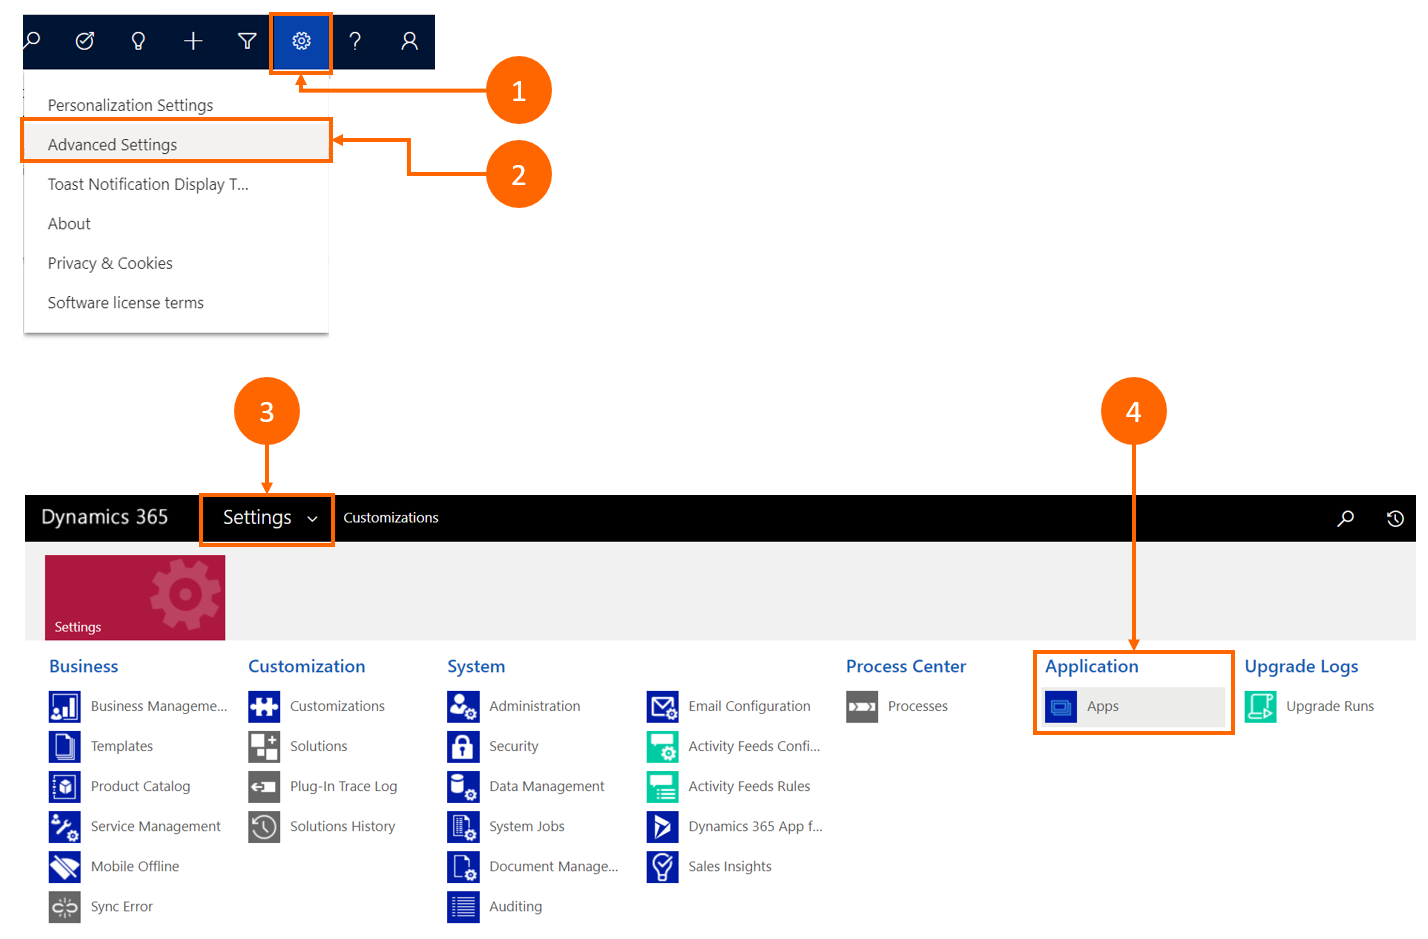 1
Personalization Settings
Advanced Settings
2
Toast Notification Display T...
About
Privacy & Cookies
Software license terms
3
4
Dynamics 365
Settings
Customizations
Settings
Business
Business Manageme...
Templates
Product Catalog
Service Management
Mobile Offline
Sync Error
Customization
Customizations
Solutions
Plug-In Trace Log
Solutions History
System
Administration
Security
Data Management
System Jobs
Document Manage...
Auditing
Email Configuration
Activity Feeds Confi...
Activity Feeds Rules
Dynamics 365 App f...
Sales Insights
Process Center
Processes
Application
Apps
Upgrade Logs
Upgrade Runs